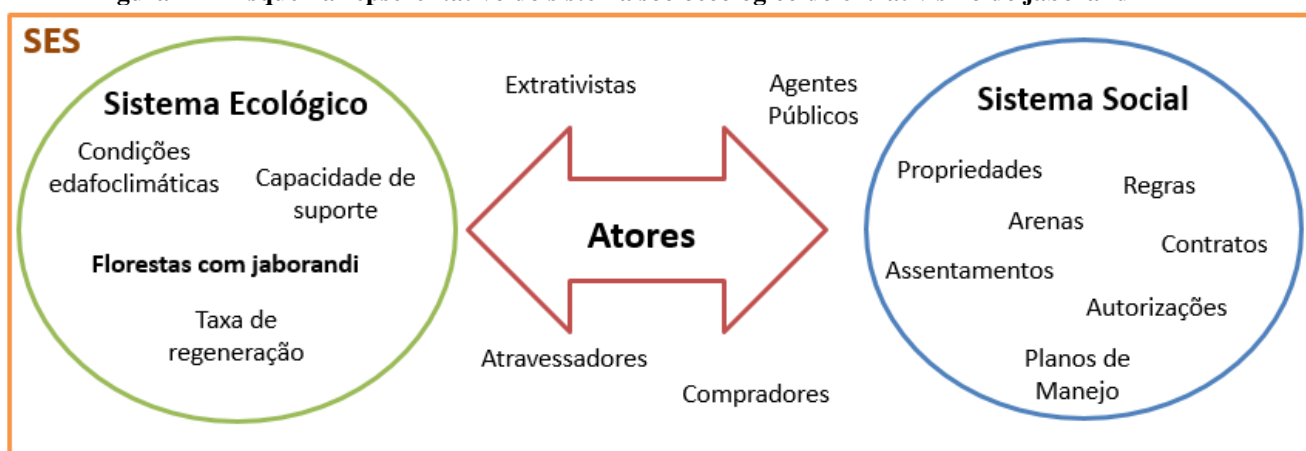 SES
Sistema Ecológico
Condições
edafoclimáticas
Capacidade de
suporte
Florestas com jaborandi
Taxa de
regeneração
Extrativistas
Agentes
Públicos
Atores
Atravessadores
Compradores
Sistema Social
Propriedades
Regras
Arenas
Contratos
Assentamentos
Autorizações
Planos de
Manejo